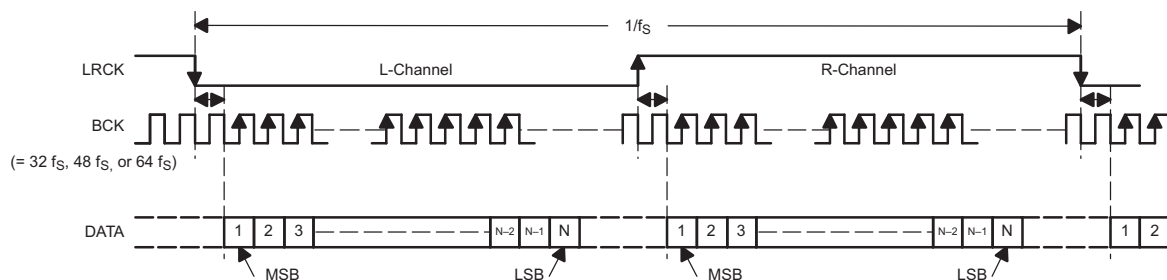 1/fS
LRCK
L-Channel
R-Channel
BCK
(= 32 fS, 48 fS, or 64 fS)
DATA
1 2 3 N–2 N–1 N 1 2 3 N–2 N–1 N 1 2
MSB LSB MSB LSB